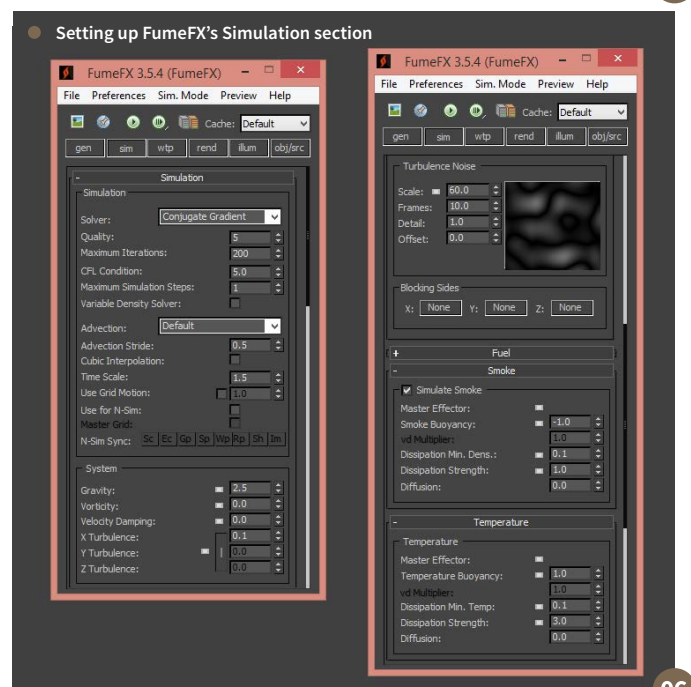 Setting up FumeFX's Simulation section
FumeFX 3.5.4 (FumeFX)
File Preferences Sim. Mode Preview Help
Cache: Default
gen sim wtp rend illum obj/src
- Simulation
Simulation
Solver: Conjugate Gradient
Quality: 5
Maximum Iterations: 200
CFL Condition: 5.0
Maximum Simulation Steps: 1
Variable Density Solver:
Advection: Default
Advection Stride: 0.5
Cubic Interpolation:
Time Scale: 1.5
Use Grid Motion: 1.0
Use for N-Sim:
Master Grid:
N-Sim Sync: Sc Ec Gp Sp Wp Rp Sh Im
System
Gravity: 2.5
Vorticity: 0.0
Velocity Damping: 0.0
X Turbulence: 0.1
Y Turbulence: 0.0
Z Turbulence: 0.0
FumeFX 3.5.4 (FumeFX)
File Preferences Sim. Mode Preview Help
Cache: Default
gen sim wtp rend illum obj/src
Turbulence Noise
Scale: 60.0
Frames: 10.0
Detail: 1.0
Offset: 0.0
Blocking Sides
X: None Y: None Z: None
+ Fuel
- Smoke
Simulate Smoke
Master Effector:
Smoke Buoyancy: -1.0
vd Multiplier: 1.0
Dissipation Min. Dens.: 0.1
Dissipation Strength: 1.0
Diffusion: 0.0
- Temperature
Temperature
Master Effector:
Temperature Buoyancy: 1.0
vd Multiplier: 1.0
Dissipation Min. Temp: 0.1
Dissipation Strength: 3.0
Diffusion: 0.0